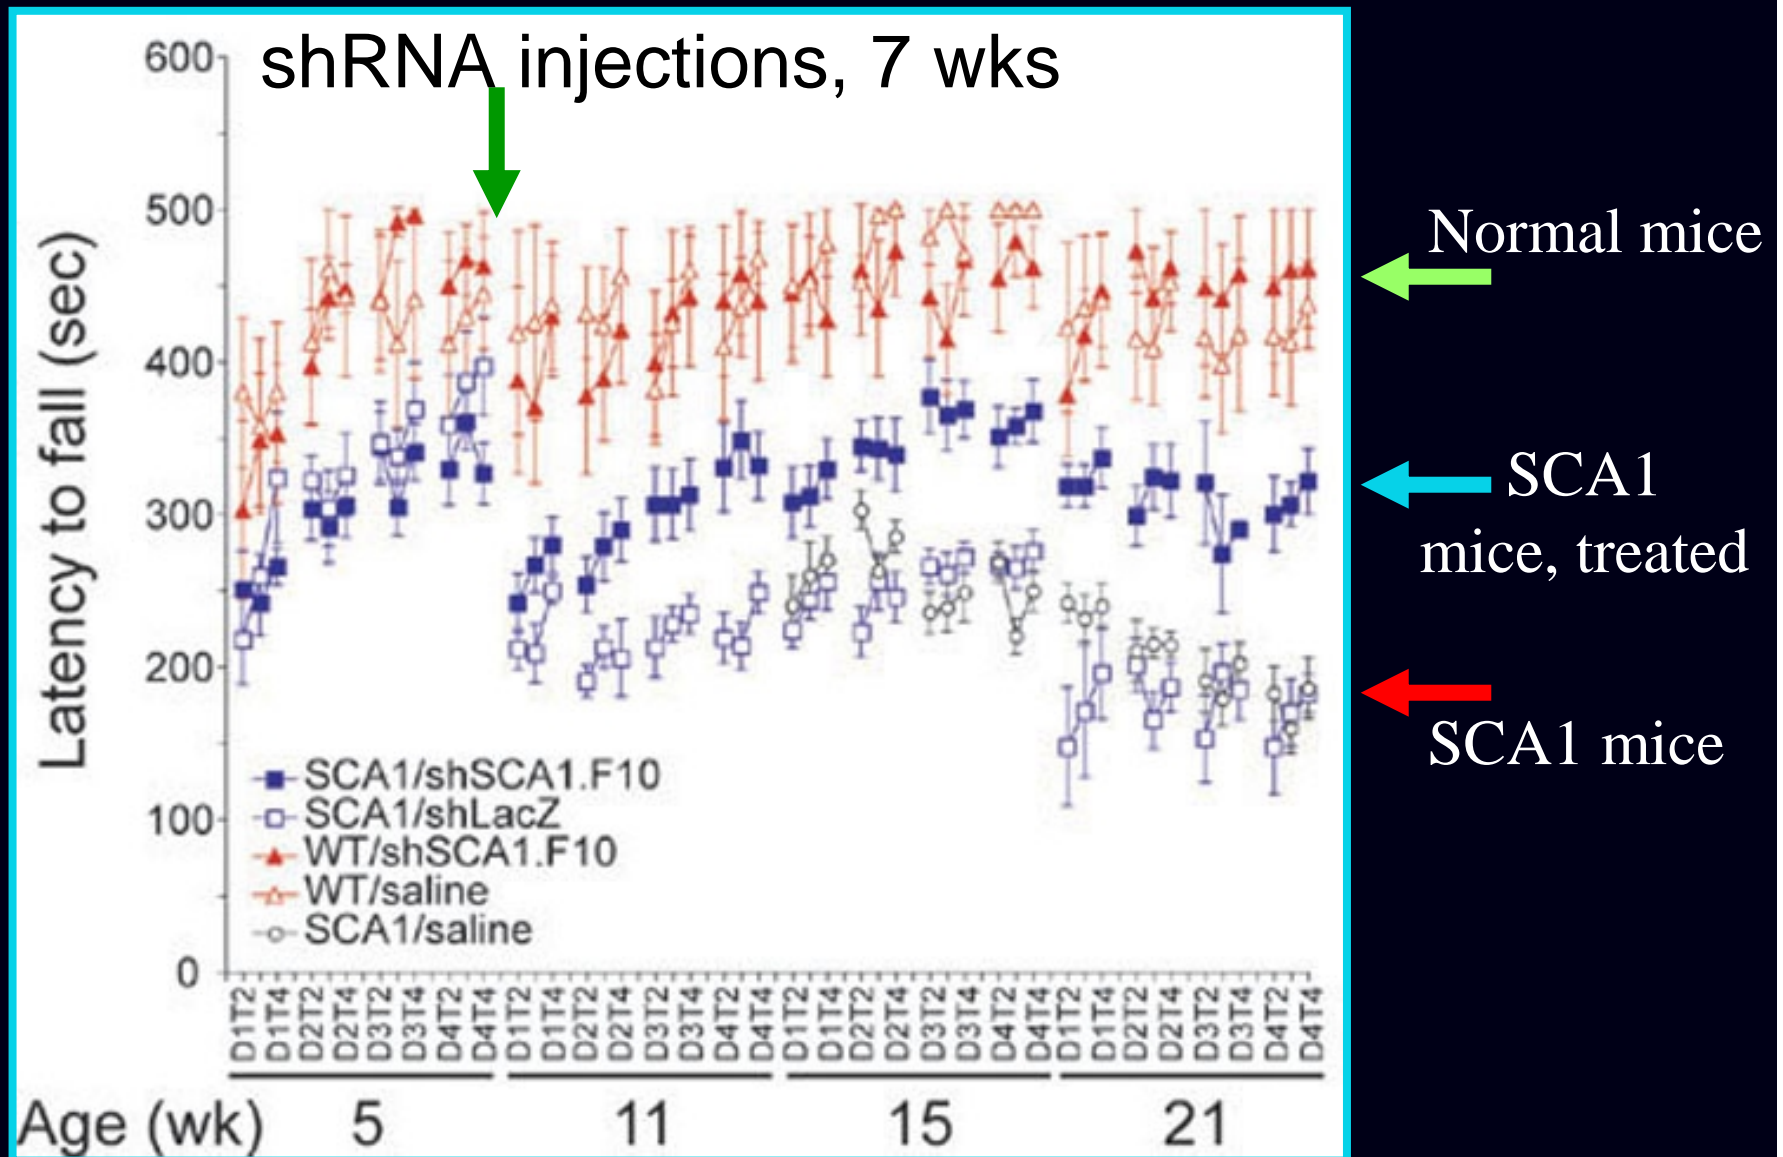 shRNA injections, 7 wks
600
500
400
300
200
100
0
Latency to fall (sec)
SCA1/shSCA1.F10
SCA1/shLacZ
WT/shSCA1.F10
WT/saline
SCA1/saline
D1T2
D1T4
D2T2
D2T4
D3T2
D3T4
D4T2
D4T4
D1T2
D1T4
D2T2
D2T4
D3T2
D3T4
D4T2
D4T4
D1T2
D1T4
D2T2
D2T4
D3T2
D3T4
D4T2
D4T4
D1T2
D1T4
D2T2
D2T4
D3T2
D3T4
D4T2
D4T4
Age (wk) 5 11 15 21
Normal mice
SCA1
mice, treated
SCA1 mice